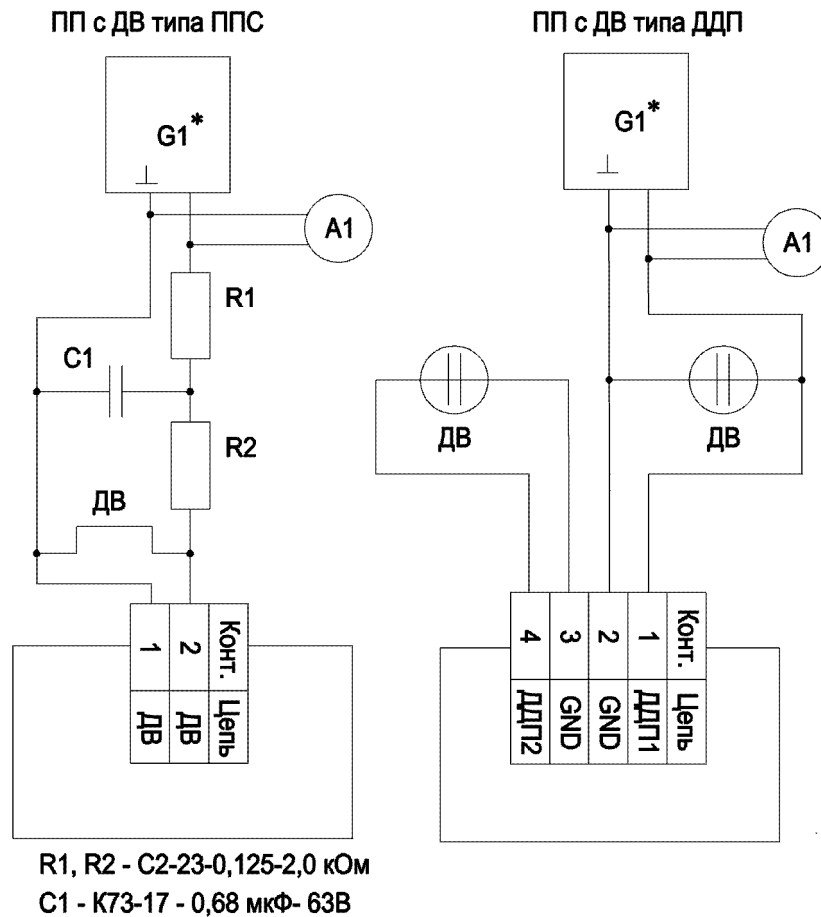 ПП с ДВ типа ППС
G1*
⊥
A1
R1
C1
R2
ДВ
1
2
Конт.
ДВ
ДВ
Цепь
R1, R2 - С2-23-0,125-2,0 кОм
С1 - К73-17 - 0,68 мкФ- 63В
ПП с ДВ типа ДДП
G1*
⊥
A1
ДВ
ДВ
4
3
2
1
Конт.
ДДП2
GND
GND
ДДП1
Цепь